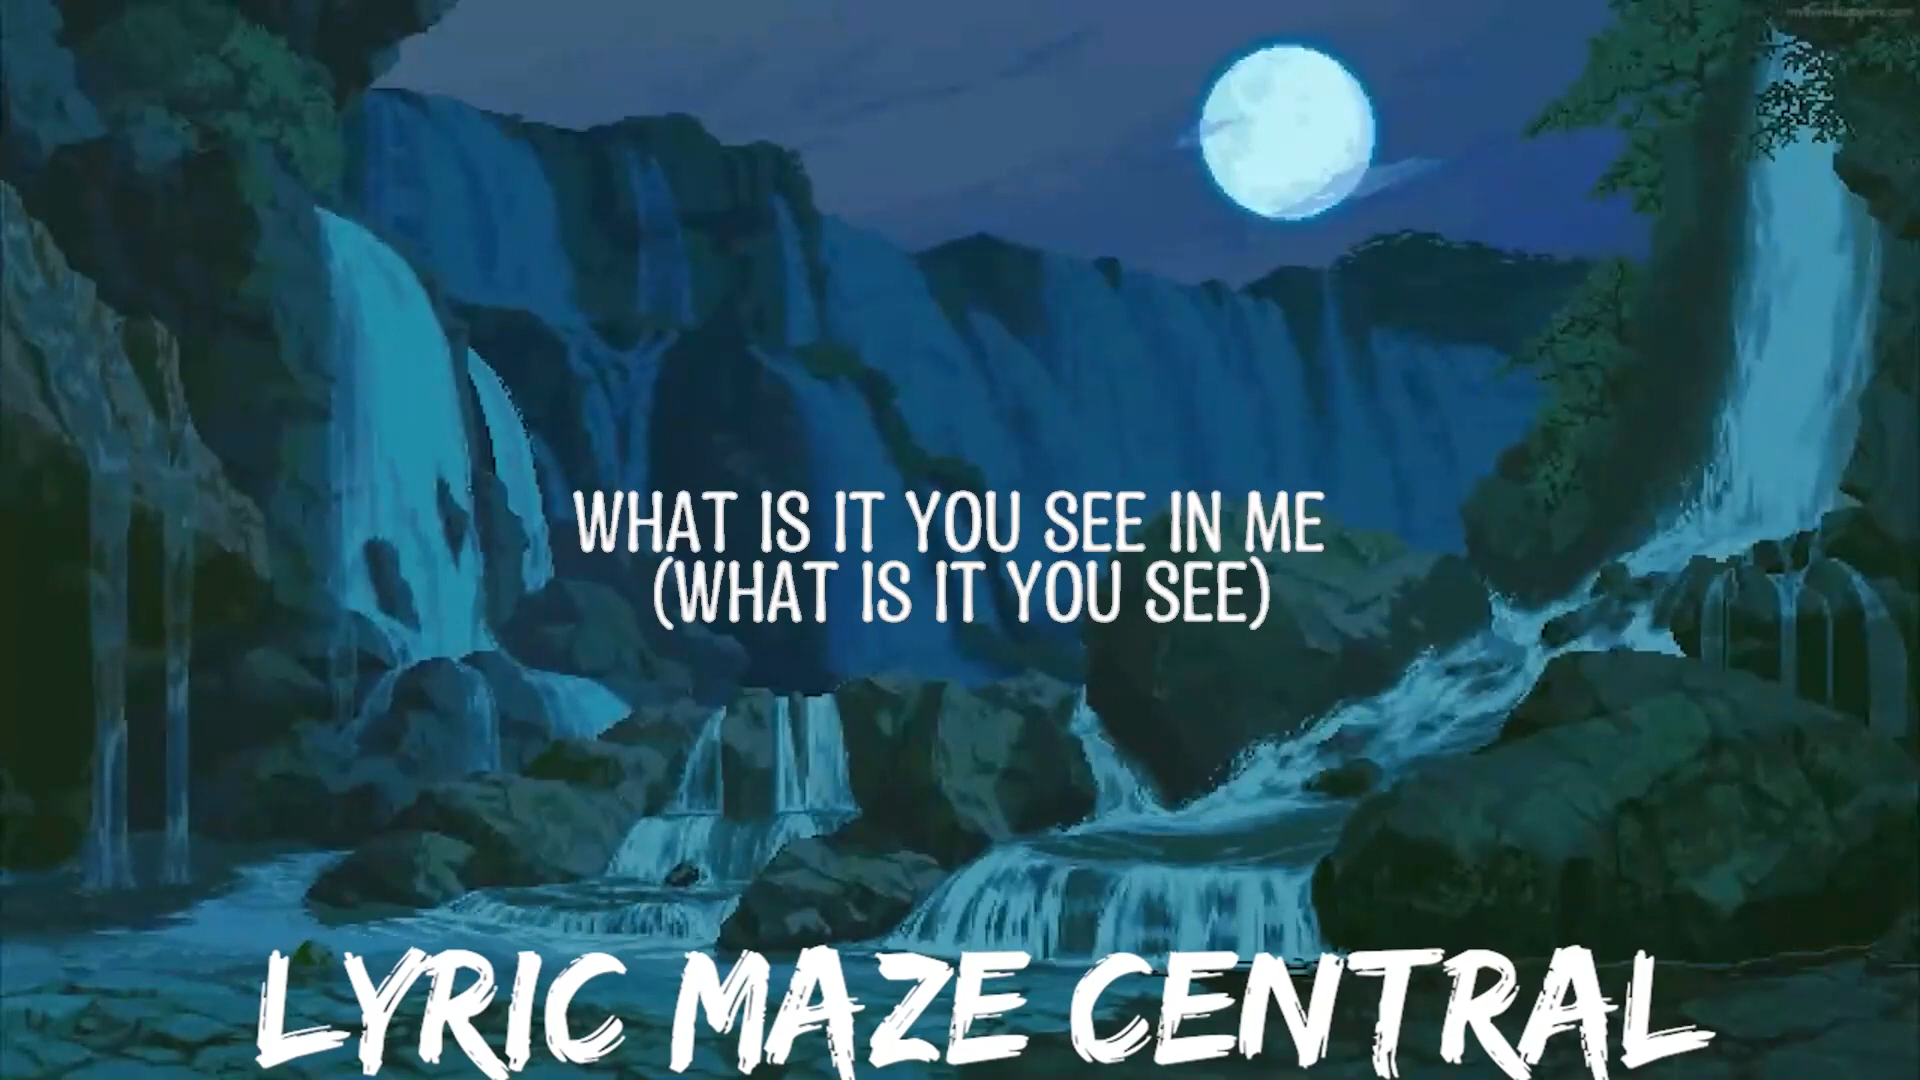 WHAT IS IT YOU SEE IN ME
(WHAT IS IT YOU SEE)
LYRIC MAZE CENTRAL